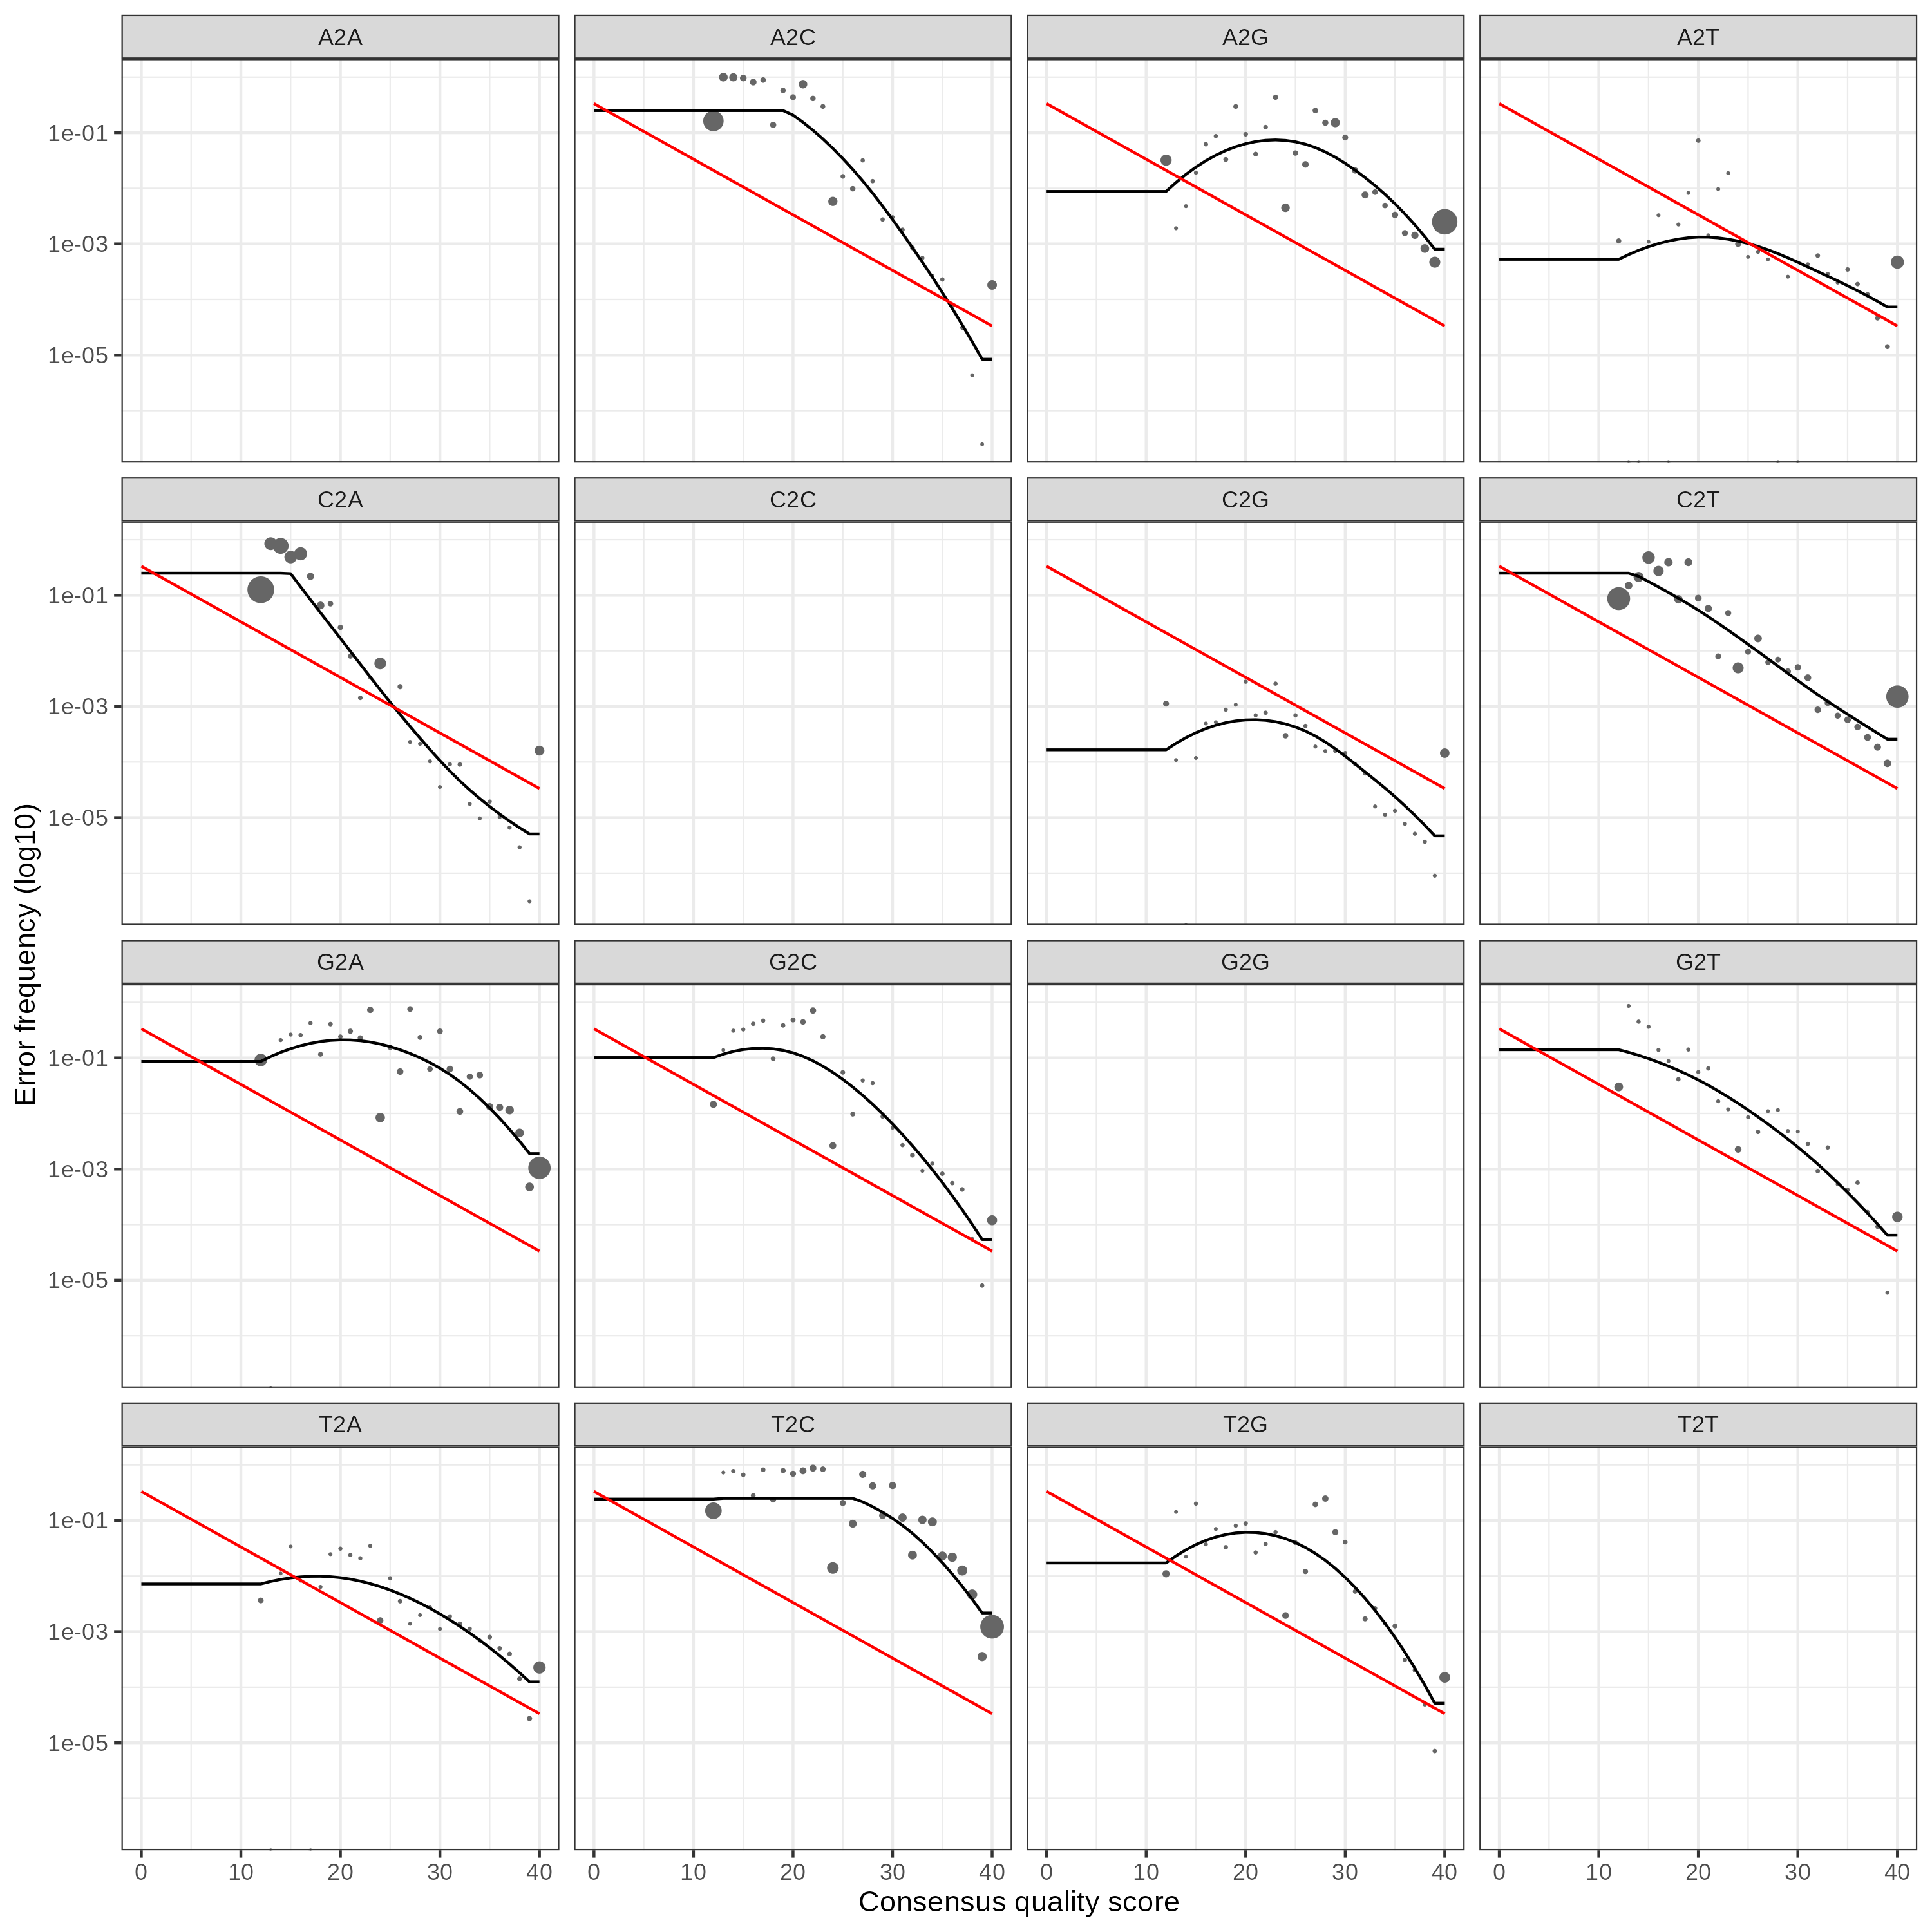 A2A A2C A2G A2T
1e-01
1e-03
1e-05
C2A C2C C2G C2T
1e-01
1e-03
1e-05
G2A G2C G2G G2T
1e-01
1e-03
1e-05
T2A T2C T2G T2T
1e-01
1e-03
1e-05
0 10 20 30 40 0 10 20 30 40 0 10 20 30 40 0 10 20 30 40
Consensus quality score
Error frequency (log10)